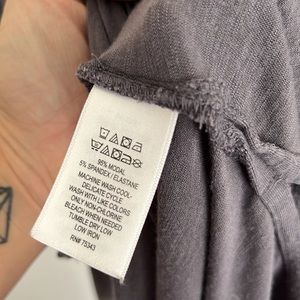 95% MODAL
5% SPANDEX / ELASTANE
MACHINE WASH COOL-
DELICATE CYCLE
WASH WITH LIKE COLORS
ONLY NON-CHLORINE
BLEACH WHEN NEEDED
TUMBLE DRY LOW
LOW IRON
RN# 75343